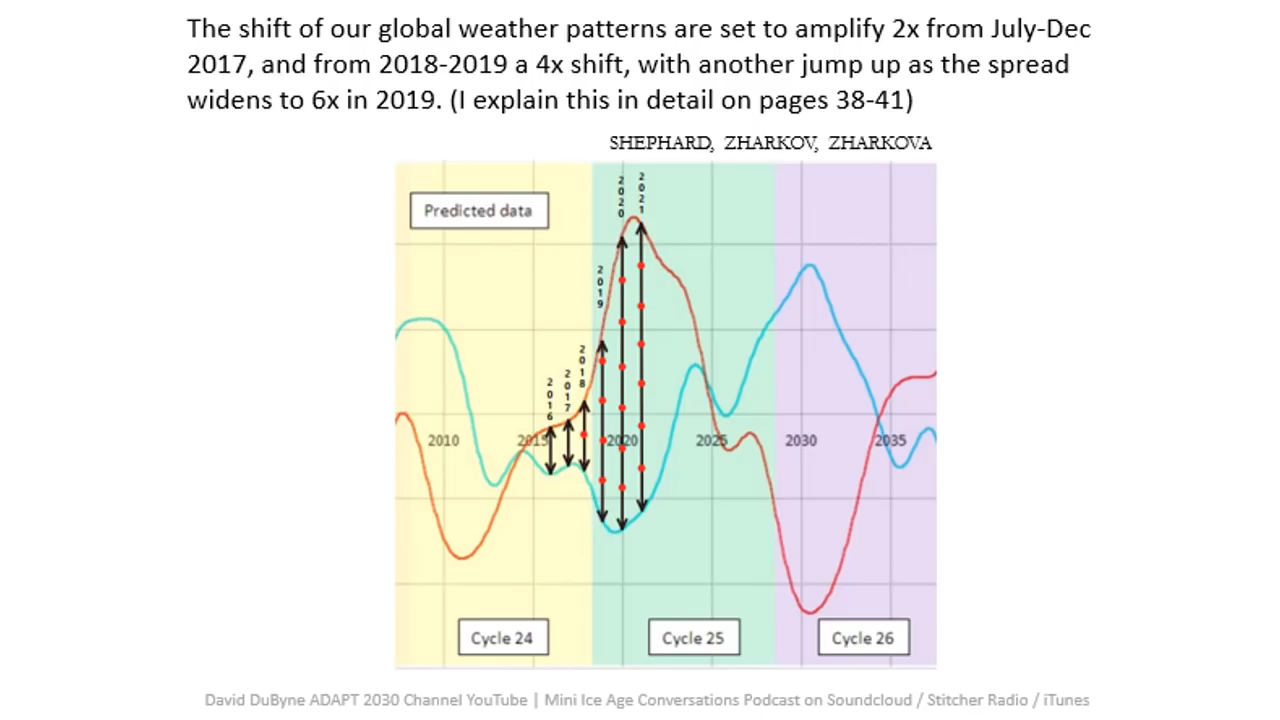 The shift of our global weather patterns are set to amplify 2x from July-Dec
2017, and from 2018-2019 a 4x shift, with another jump up as the spread
widens to 6x in 2019. (I explain this in detail on pages 38-41)
SHEPHARD, ZHARKOV, ZHARKOVA
Predicted data
2016
2017
2018
2019
2020
2021
2010
2015
2020
2025
2030
2035
Cycle 24
Cycle 25
Cycle 26
David DuByne ADAPT 2030 Channel YouTube | Mini Ice Age Conversations Podcast on Soundcloud / Stitcher Radio / iTunes